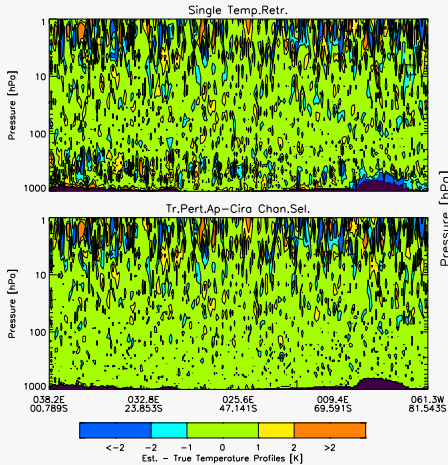 Single Temp.Retr.
1
10
100
1000
Pressure [hPa]
Pressure [hPa]
Tr.Pert.Ap-Cira Chan.Sel.
1
10
100
1000
Pressure [hPa]
038.2E 032.8E 025.6E 009.4E 061.3W
00.789S 23.853S 47.141S 69.591S 81.543S
<-2 -2 -1 0 1 2 >2
Est. - True Temperature Profiles [K]